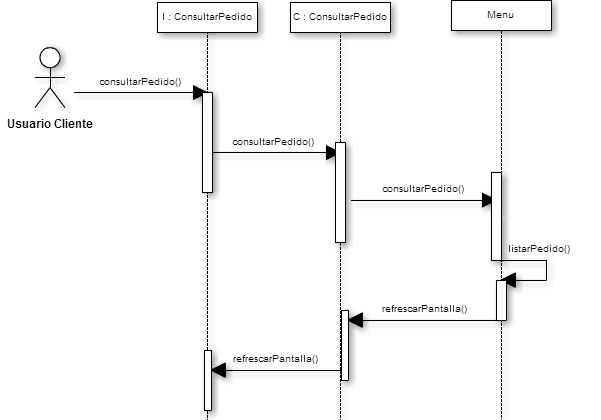 I : ConsultarPedido
C : ConsultarPedido
Menu
consultarPedido()
Usuario Cliente
consultarPedido()
consultarPedido()
listarPedido()
refrescarPantalla()
refrescarPantalla()